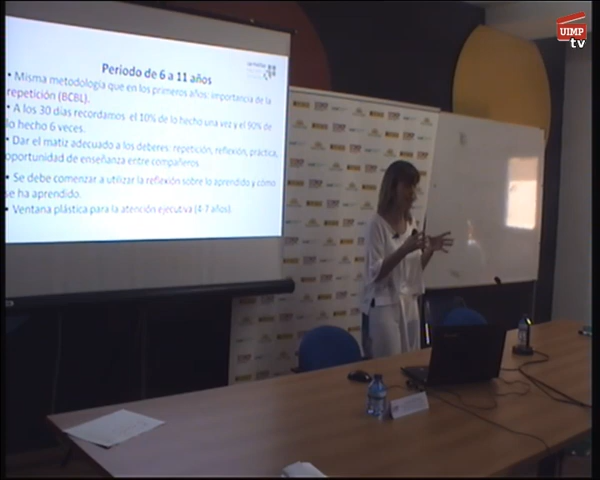 UIMP
tv
Periodo de 6 a 11 años
• Misma metodología que en los primeros años: importancia de la
repetición (BCBL).
• A los 30 días recordamos el 10% de lo hecho una vez y el 90% de
lo hecho 6 veces.
• Dar el matiz adecuado a los deberes: repetición, reflexión, práctica,
oportunidad de enseñanza entre compañeros
• Se debe comenzar a utilizar la reflexión sobre lo aprendido y cómo
se ha aprendido.
• Ventana plástica para la atención ejecutiva (4-7 años).